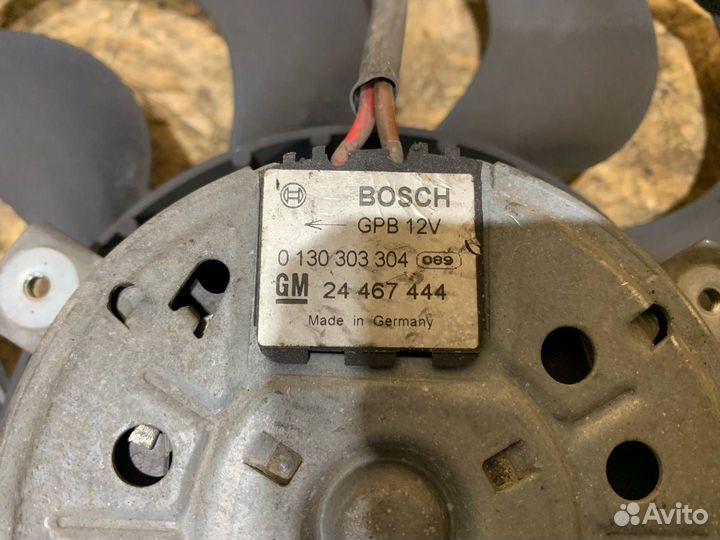 BOSCH
← GPB 12V
0 130 303 304 089
GM 24 467 444
Made in Germany
Avito